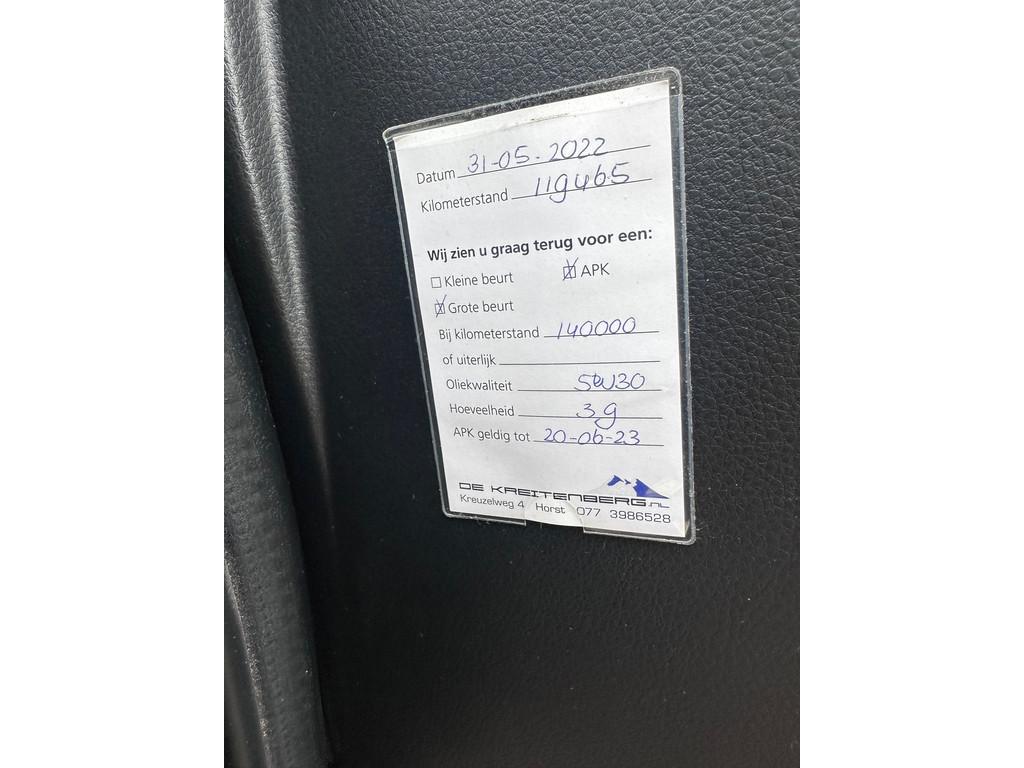 Datum 31-05-2022
Kilometerstand 119465
Wij zien u graag terug voor een:
Kleine beurt APK
Grote beurt
Bij kilometerstand 140000
of uiterlijk
Oliekwaliteit 5W30
Hoeveelheid 3,9
APK geldig tot 20-06-23
DE KREITENBERG.NL
Kreuzelweg 4 Horst 077 3986528